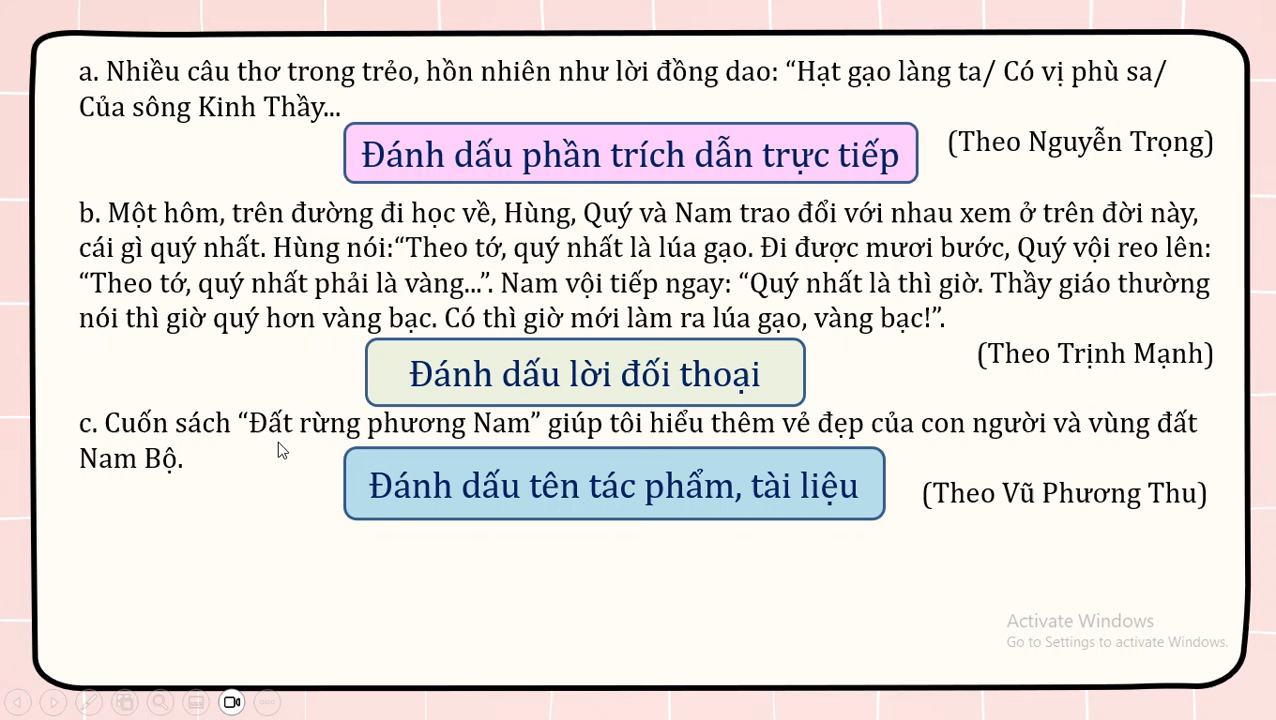 a. Nhiều câu thơ trong trẻo, hồn nhiên như lời đồng dao: “Hạt gạo làng ta/ Có vị phù sa/
Của sông Kinh Thầy...
(Theo Nguyễn Trọng)
Đánh dấu phần trích dẫn trực tiếp
b. Một hôm, trên đường đi học về, Hùng, Quý và Nam trao đổi với nhau xem ở trên đời này,
cái gì quý nhất. Hùng nói:“Theo tớ, quý nhất là lúa gạo. Đi được mươi bước, Quý vội reo lên:
“Theo tớ, quý nhất phải là vàng...”. Nam vội tiếp ngay: “Quý nhất là thì giờ. Thầy giáo thường
nói thì giờ quý hơn vàng bạc. Có thì giờ mới làm ra lúa gạo, vàng bạc!”.
(Theo Trịnh Mạnh)
Đánh dấu lời đối thoại
c. Cuốn sách “Đất rừng phương Nam” giúp tôi hiểu thêm vẻ đẹp của con người và vùng đất
Nam Bộ.
Đánh dấu tên tác phẩm, tài liệu
(Theo Vũ Phương Thu)
Activate Windows
Go to Settings to activate Windows.